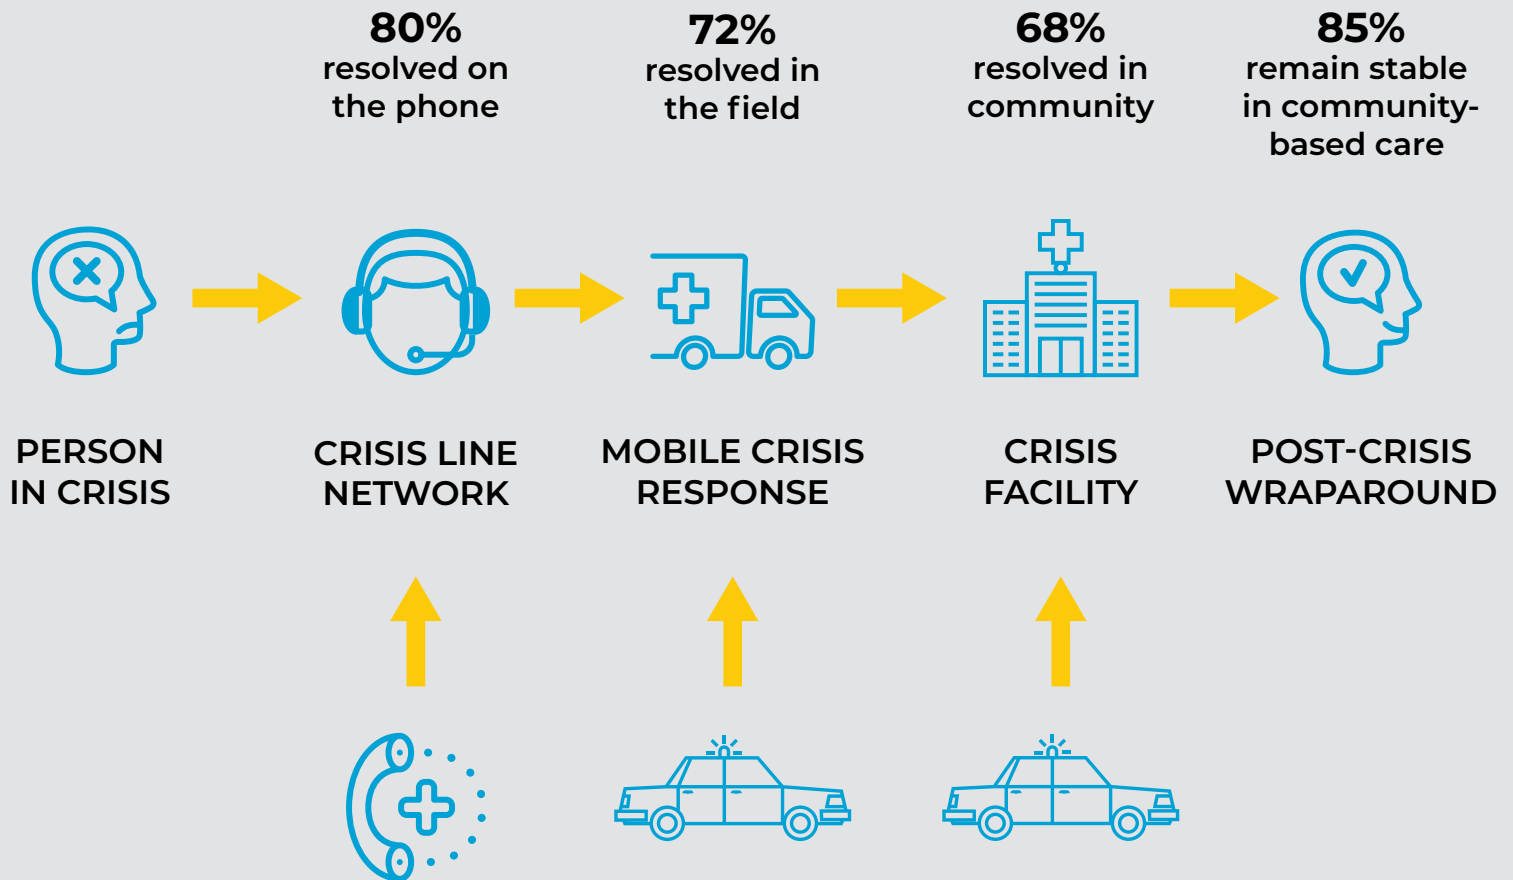 80%
resolved on
the phone
72%
resolved in
the field
68%
resolved in
community
85%
remain stable
in community-
based care
PERSON
IN CRISIS
CRISIS LINE
NETWORK
MOBILE CRISIS
RESPONSE
CRISIS
FACILITY
POST-CRISIS
WRAPAROUND